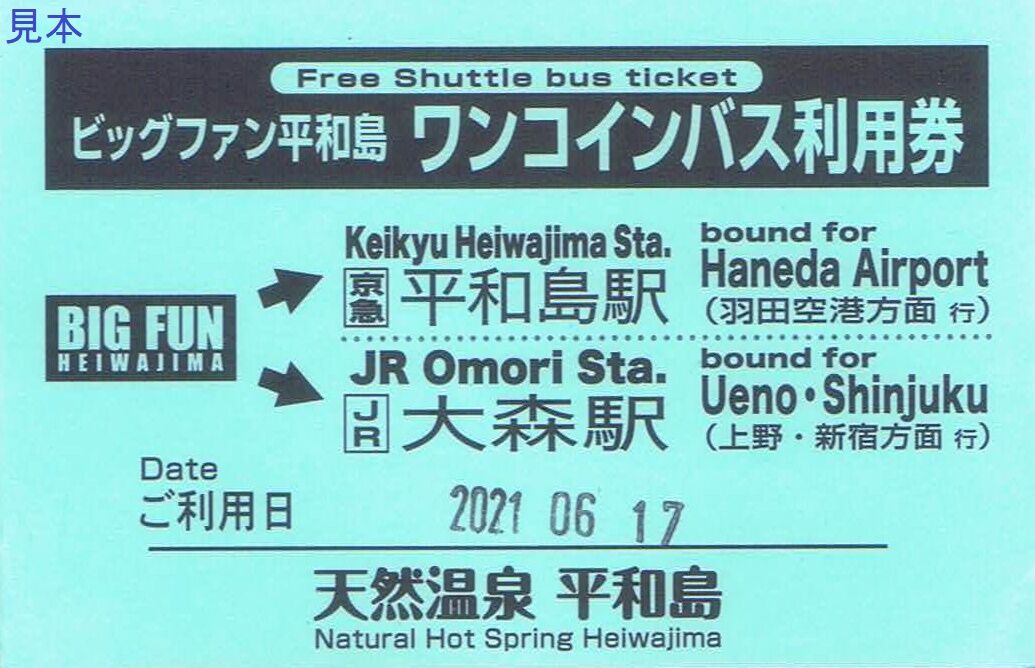 見本
Free Shuttle bus ticket
ビッグファン平和島 ワンコインバス利用券
Keikyu Heiwajima Sta.
京急 平和島駅
bound for
Haneda Airport
(羽田空港方面 行)
BIG FUN
HEIWAJIMA
JR Omori Sta.
JR 大森駅
bound for
Ueno・Shinjuku
(上野・新宿方面 行)
Date
ご利用日 2021 06 17
天然温泉 平和島
Natural Hot Spring Heiwajima